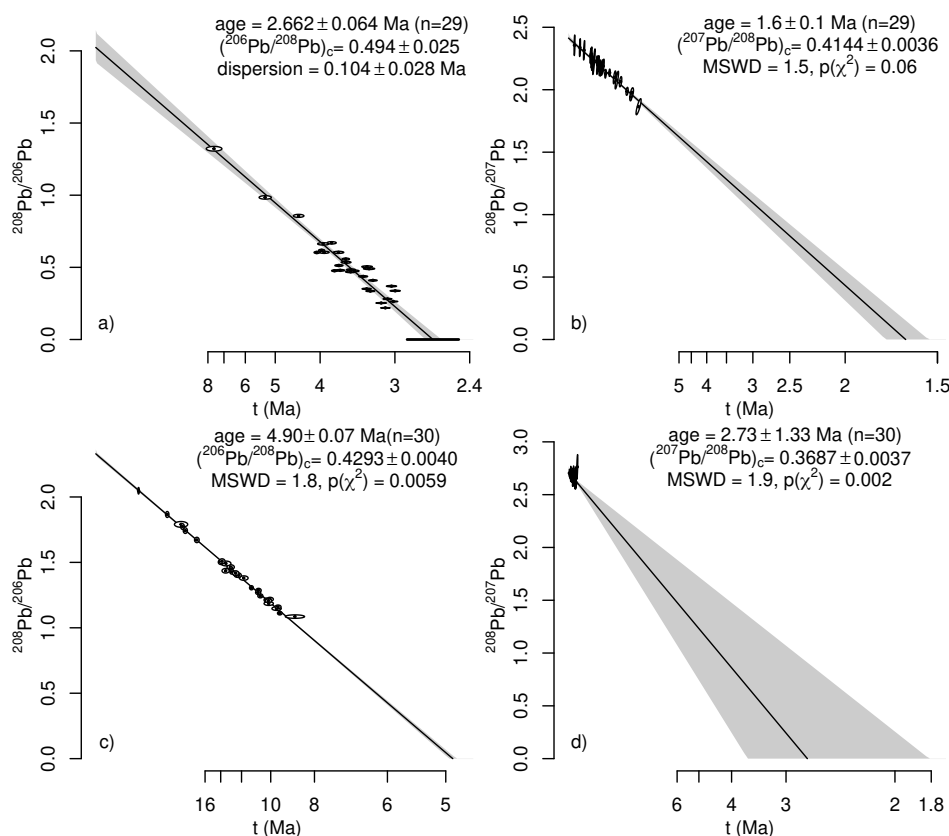 age = 2.662 ± 0.064 Ma (n=29)
(²⁰⁶Pb/²⁰⁸Pb)c= 0.494 ± 0.025
dispersion = 0.104 ± 0.028 Ma
²⁰⁸Pb/²⁰⁶Pb
2.0
1.5
1.0
0.5
0.0
a)
8 6 5 4 3 2.4
t (Ma)
age = 1.6 ± 0.1 Ma (n=29)
(²⁰⁷Pb/²⁰⁸Pb)c= 0.4144 ± 0.0036
MSWD = 1.5, p(χ²) = 0.06
²⁰⁸Pb/²⁰⁷Pb
2.5
2.0
1.5
1.0
0.5
0.0
b)
5 4 3 2.5 2 1.5
t (Ma)
age = 4.90 ± 0.07 Ma (n=30)
(²⁰⁶Pb/²⁰⁸Pb)c= 0.4293 ± 0.0040
MSWD = 1.8, p(χ²) = 0.0059
²⁰⁸Pb/²⁰⁶Pb
2.0
1.5
1.0
0.5
0.0
c)
16 10 8 5
t (Ma)
age = 2.73 ± 1.33 Ma (n=30)
(²⁰⁷Pb/²⁰⁸Pb)c= 0.3687 ± 0.0037
MSWD = 1.9, p(χ²) = 0.002
²⁰⁸Pb/²⁰⁷Pb
3.0
2.5
2.0
1.5
1.0
0.5
0.0
d)
6 4 3 2 1.8
t (Ma)